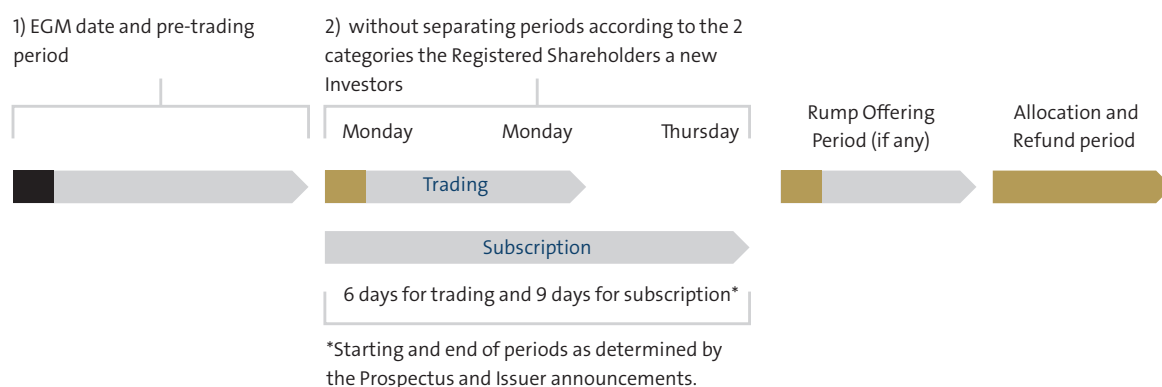 1) EGM date and pre-trading
period
2) without separating periods according to the 2
categories the Registered Shareholders a new
Investors
Monday Monday Thursday
Rump Offering
Period (if any)
Allocation and
Refund period
Trading
Subscription
6 days for trading and 9 days for subscription*
*Starting and end of periods as determined by
the Prospectus and Issuer announcements.